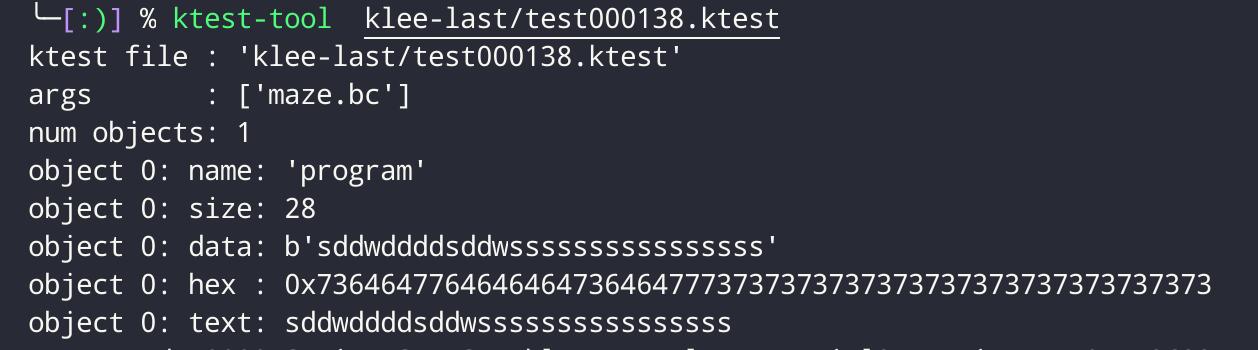 ╰─[:)] % ktest-tool  klee-last/test000138.ktest
ktest file : 'klee-last/test000138.ktest'
args       : ['maze.bc']
num objects: 1
object 0: name: 'program'
object 0: size: 28
object 0: data: b'sddwddddsddwssssssssssssssss'
object 0: hex : 0x73646477646464647364647773737373737373737373737373737373
object 0: text: sddwddddsddwssssssssssssssss